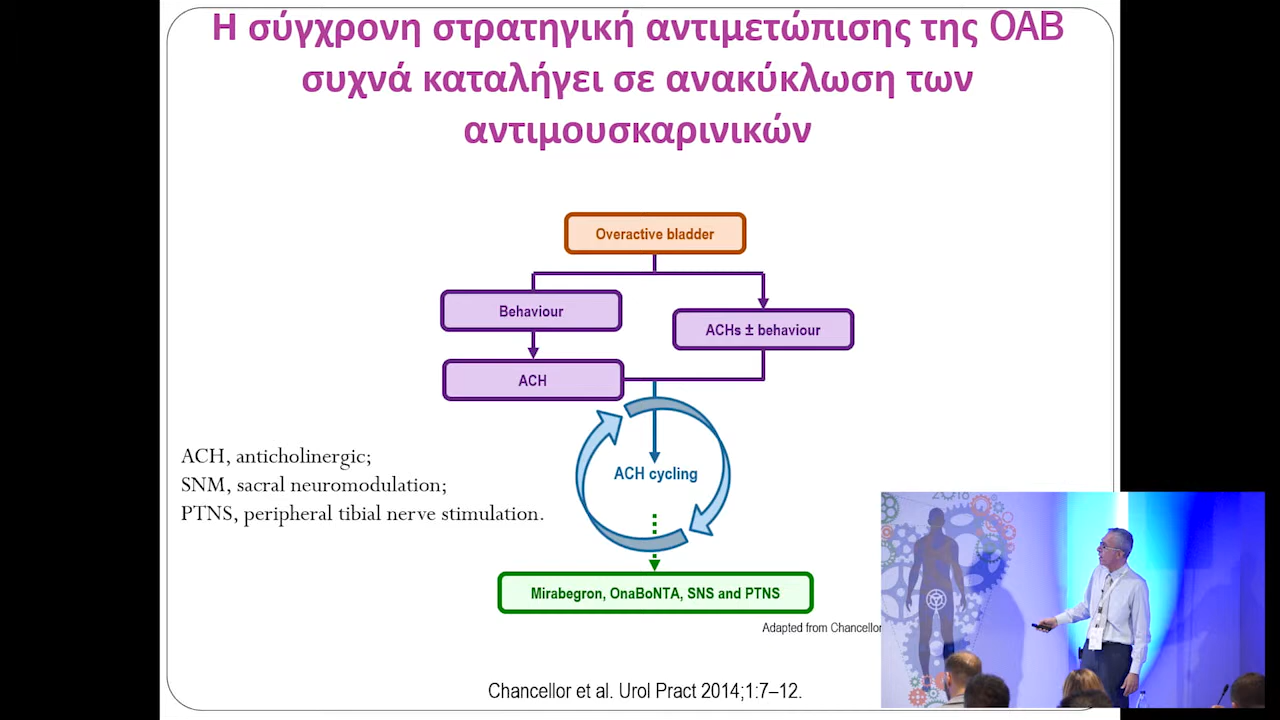 Η σύγχρονη στρατηγική αντιμετώπισης της OAB
συχνά καταλήγει σε ανακύκλωση των
αντιμουσκαρινικών
Overactive bladder
Behaviour
ACHs ± behaviour
ACH
ACH cycling
ACH, anticholinergic;
SNM, sacral neuromodulation;
PTNS, peripheral tibial nerve stimulation.
Mirabegron, OnaBoNTA, SNS and PTNS
Adapted from Chancellor
Chancellor et al. Urol Pract 2014;1:7–12.
2018